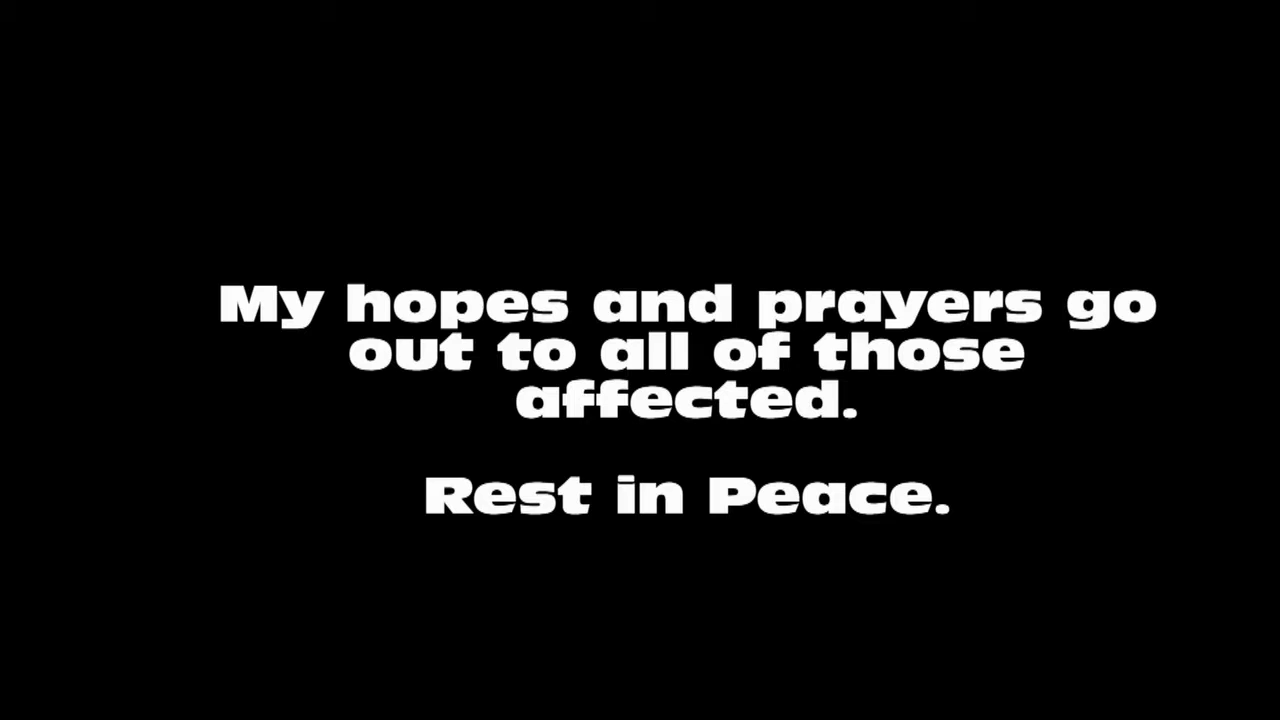 My hopes and prayers go
out to all of those
affected.
Rest in Peace.